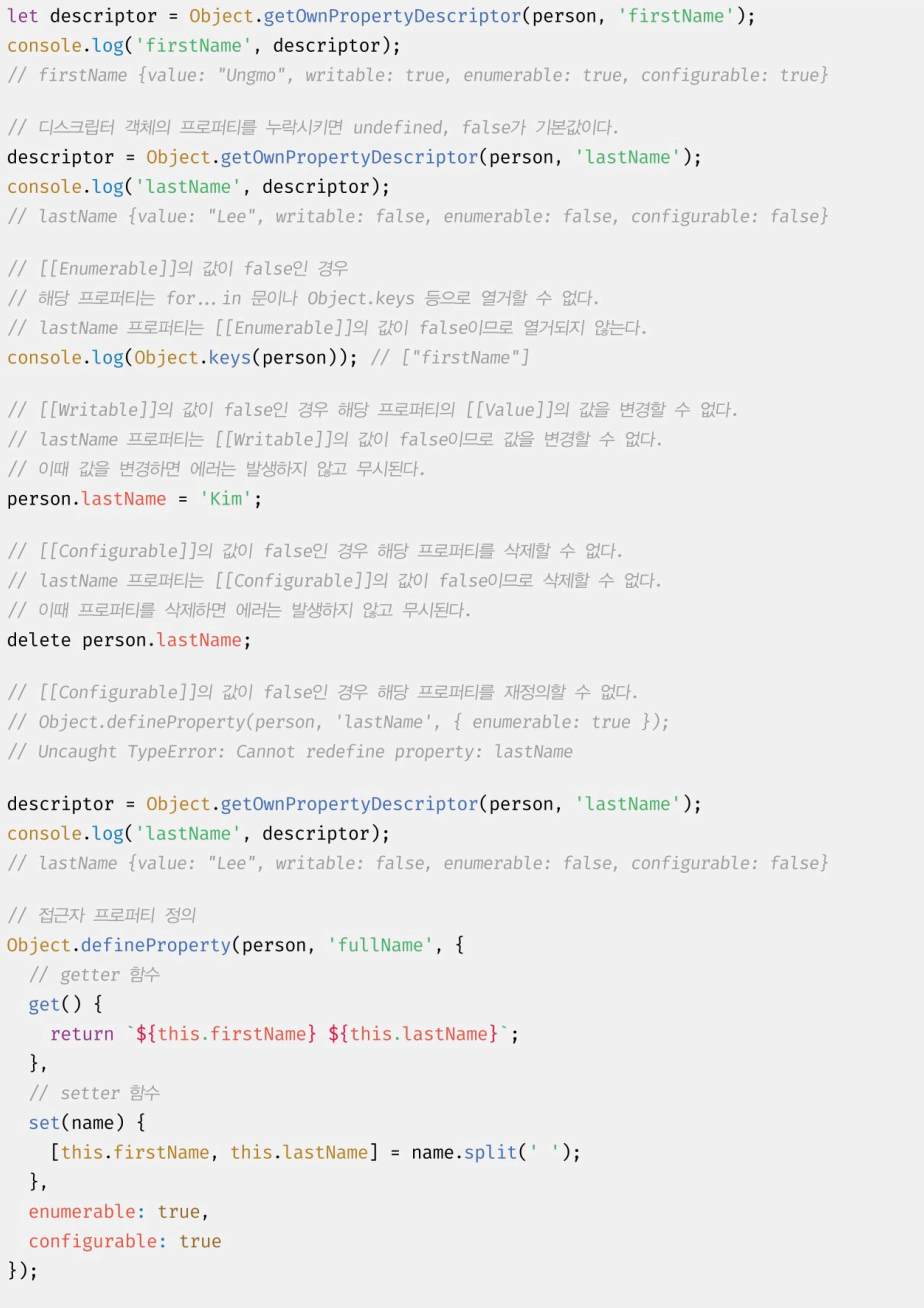 let descriptor = Object.getOwnPropertyDescriptor(person, 'firstName');
console.log('firstName', descriptor);
// firstName {value: "Ungmo", writable: true, enumerable: true, configurable: true}

// 디스크립터 객체의 프로퍼티를 누락시키면 undefined, false가 기본값이다.
descriptor = Object.getOwnPropertyDescriptor(person, 'lastName');
console.log('lastName', descriptor);
// lastName {value: "Lee", writable: false, enumerable: false, configurable: false}

// [[Enumerable]]의 값이 false인 경우
// 해당 프로퍼티는 for...in 문이나 Object.keys 등으로 열거할 수 없다.
// lastName 프로퍼티는 [[Enumerable]]의 값이 false이므로 열거되지 않는다.
console.log(Object.keys(person)); // ["firstName"]

// [[Writable]]의 값이 false인 경우 해당 프로퍼티의 [[Value]]의 값을 변경할 수 없다.
// lastName 프로퍼티는 [[Writable]]의 값이 false이므로 값을 변경할 수 없다.
// 이때 값을 변경하면 에러는 발생하지 않고 무시된다.
person.lastName = 'Kim';

// [[Configurable]]의 값이 false인 경우 해당 프로퍼티를 삭제할 수 없다.
// lastName 프로퍼티는 [[Configurable]]의 값이 false이므로 삭제할 수 없다.
// 이때 프로퍼티를 삭제하면 에러는 발생하지 않고 무시된다.
delete person.lastName;

// [[Configurable]]의 값이 false인 경우 해당 프로퍼티를 재정의할 수 없다.
// Object.defineProperty(person, 'lastName', { enumerable: true });
// Uncaught TypeError: Cannot redefine property: lastName

descriptor = Object.getOwnPropertyDescriptor(person, 'lastName');
console.log('lastName', descriptor);
// lastName {value: "Lee", writable: false, enumerable: false, configurable: false}

// 접근자 프로퍼티 정의
Object.defineProperty(person, 'fullName', {
  // getter 함수
  get() {
    return `${this.firstName} ${this.lastName}`;
  },
  // setter 함수
  set(name) {
    [this.firstName, this.lastName] = name.split(' ');
  },
  enumerable: true,
  configurable: true
});